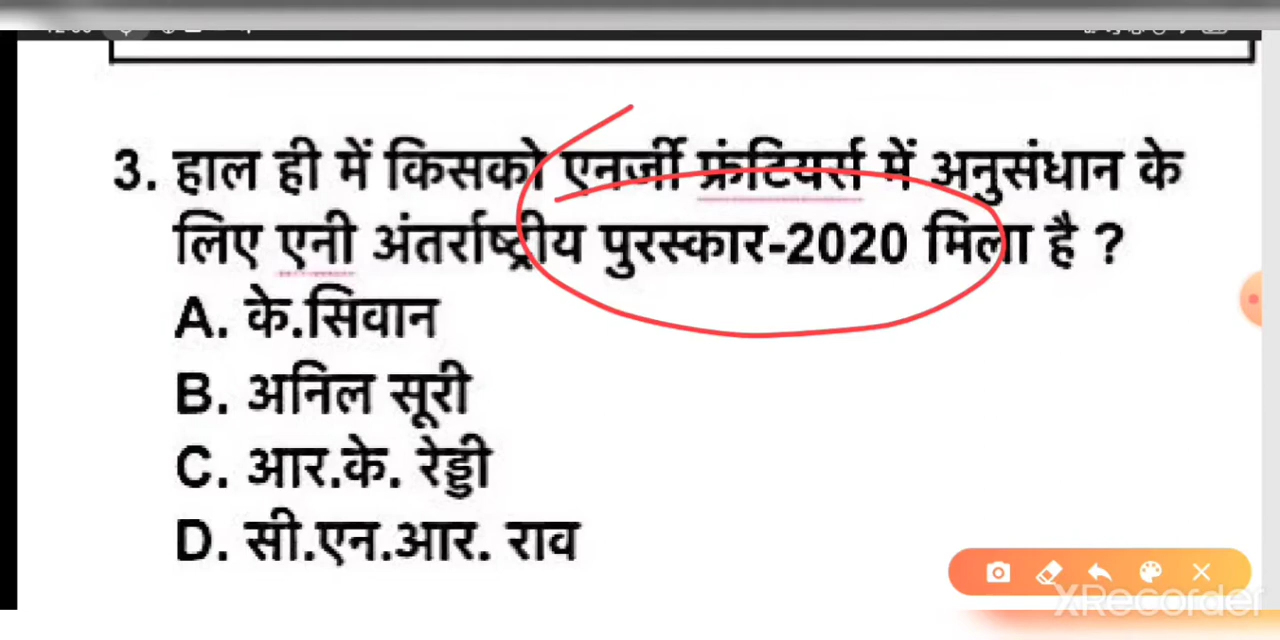 3. हाल ही में किसको एनर्जी फ्रंटियर्स में अनुसंधान के
लिए एनी अंतर्राष्ट्रीय पुरस्कार-2020 मिला है ?
A. के.सिवान
B. अनिल सूरी
C. आर.के. रेड्डी
D. सी.एन.आर. राव
XRecorder